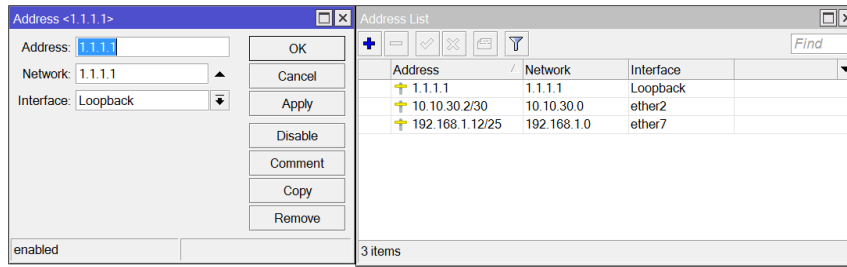 Address <1.1.1.1>
Address: 1.1.1.1
Network: 1.1.1.1
Interface: Loopback
OK
Cancel
Apply
Disable
Comment
Copy
Remove
enabled
Address List
Find
Address Network Interface
1.1.1.1 1.1.1.1 Loopback
10.10.30.2/30 10.10.30.0 ether2
192.168.1.12/25 192.168.1.0 ether7
3 items